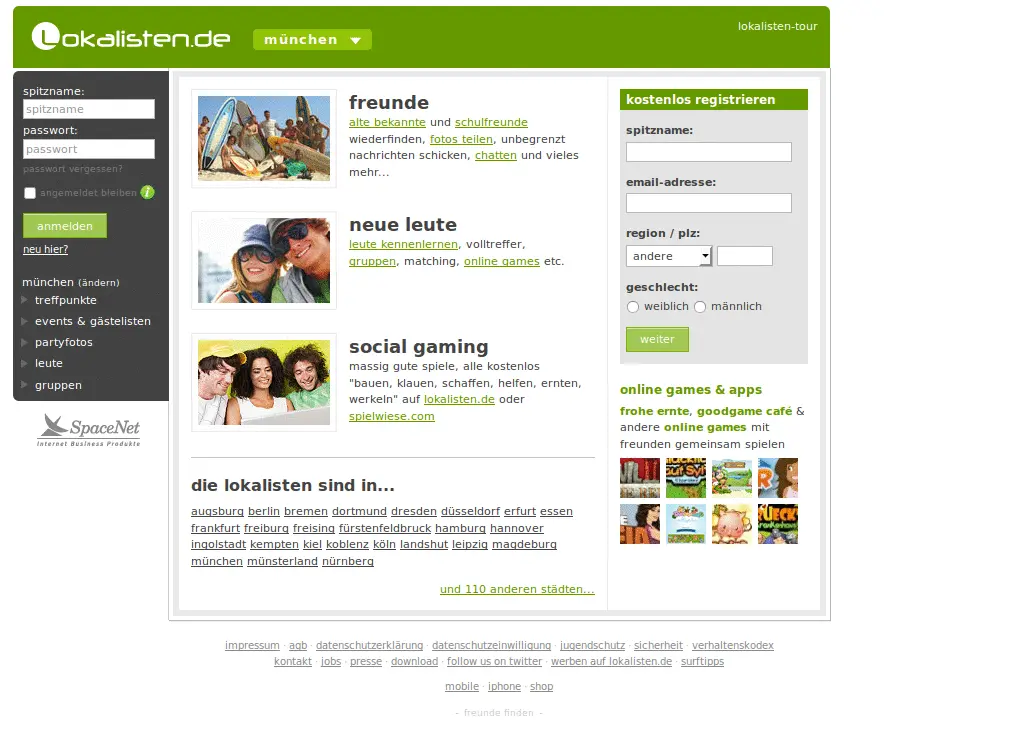 lokalisten.de
münchen
lokalisten-tour
spitzname:
spitzname
passwort:
passwort
passwort vergessen?
angemeldet bleiben i
anmelden
neu hier?
münchen (ändern)
treffpunkte
events & gästelisten
partyfotos
leute
gruppen
SpaceNet
Internet Business Produkte
freunde
alte bekannte und schulfreunde
wiederfinden, fotos teilen, unbegrenzt
nachrichten schicken, chatten und vieles
mehr...
neue leute
leute kennenlernen, volltreffer,
gruppen, matching, online games etc.
social gaming
massig gute spiele, alle kostenlos
"bauen, klauen, schaffen, helfen, ernten,
werkeln" auf lokalisten.de oder
spielwiese.com
die lokalisten sind in...
augsburg berlin bremen dortmund dresden düsseldorf erfurt essen
frankfurt freiburg freising fürstenfeldbruck hamburg hannover
ingolstadt kempten kiel koblenz köln landshut leipzig magdeburg
münchen münsterland nürnberg
und 110 anderen städten...
kostenlos registrieren
spitzname:
email-adresse:
region / plz:
andere
geschlecht:
weiblich männlich
weiter
online games & apps
frohe ernte, goodgame café &
andere online games mit
freunden gemeinsam spielen
impressum · agb · datenschutzerklärung · datenschutzeinwilligung · jugendschutz · sicherheit · verhaltenskodex
kontakt · jobs · presse · download · follow us on twitter · werben auf lokalisten.de · surftipps
mobile · iphone · shop
– freunde finden –